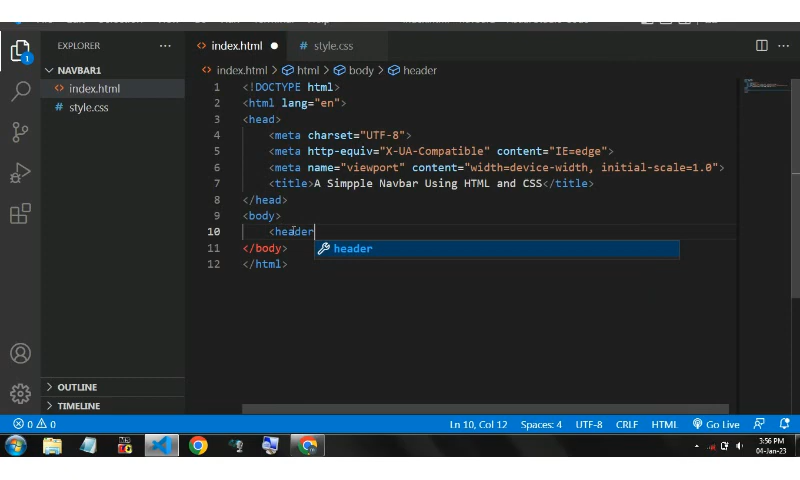 EXPLORER
index.html
style.css
NAVBAR1
index.html > html > body > header
index.html
style.css
1 <!DOCTYPE html>
2 <html lang="en">
3 <head>
4 <meta charset="UTF-8">
5 <meta http-equiv="X-UA-Compatible" content="IE=edge">
6 <meta name="viewport" content="width=device-width, initial-scale=1.0">
7 <title>A Simpple Navbar Using HTML and CSS</title>
8 </head>
9 <body>
10 <header
header
11 </body>
12 </html>
1
OUTLINE
TIMELINE
0 0 Ln 10, Col 12 Spaces: 4 UTF-8 CRLF HTML Go Live
3:56 PM
04-Jan-23